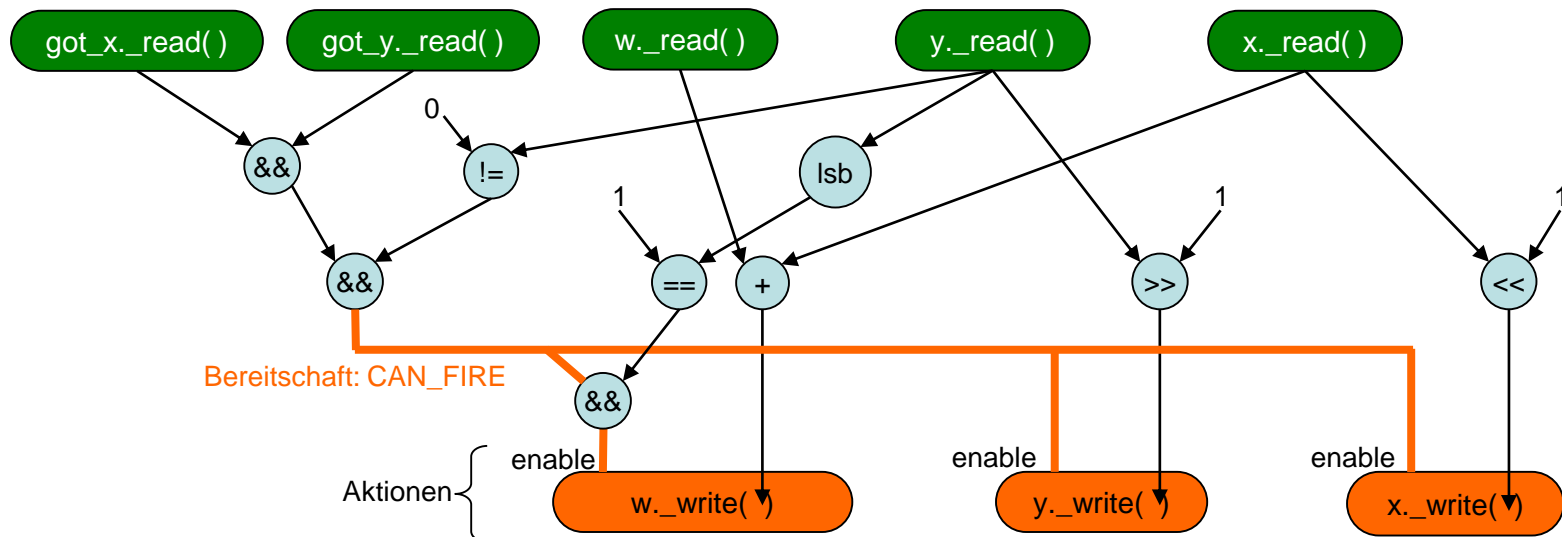 got_x._read( ) got_y._read( ) w._read( ) y._read( ) x._read( )
0
&& != lsb
1 1 1
&& == + >> <<
Bereitschaft: CAN_FIRE
&&
enable enable enable
Aktionen
w._write( ) y._write( ) x._write( )